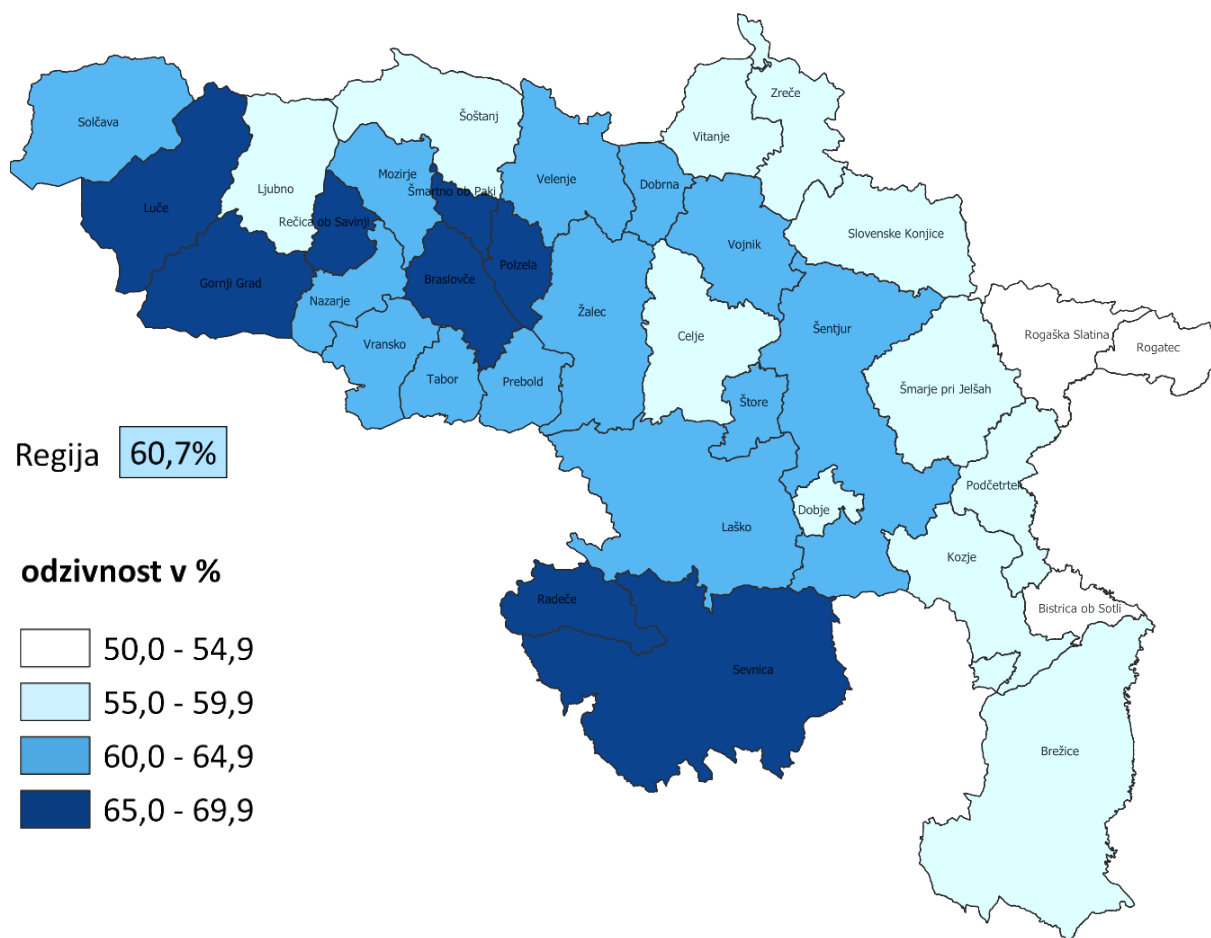 Zreče
Šoštanj
Solčava
Vitanje
Mozirje
Velenje
Dobrna
Ljubno
Šmartno ob Paki
Luče
Rečica ob Savinji
Slovenske Konjice
Vojnik
Polzela
Braslovče
Gornji Grad
Nazarje
Žalec
Šentjur
Celje
Rogaška Slatina
Rogatec
Vransko
Tabor
Prebold
Šmarje pri Jelšah
Štore
Regija 60,7%
Podčetrtek
Dobje
Laško
Kozje
odzivnost v %
Radeče
Bistrica ob Sotli
50,0 - 54,9
Sevnica
55,0 - 59,9
60,0 - 64,9
Brežice
65,0 - 69,9